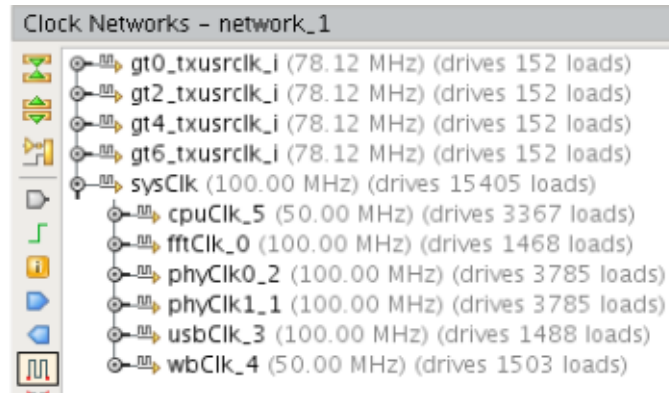 Clock Networks – network_1
gt0_txusrclk_i (78.12 MHz) (drives 152 loads)
gt2_txusrclk_i (78.12 MHz) (drives 152 loads)
gt4_txusrclk_i (78.12 MHz) (drives 152 loads)
gt6_txusrclk_i (78.12 MHz) (drives 152 loads)
sysClk (100.00 MHz) (drives 15405 loads)
cpuClk_5 (50.00 MHz) (drives 3367 loads)
fftClk_0 (100.00 MHz) (drives 1468 loads)
phyClk0_2 (100.00 MHz) (drives 3785 loads)
phyClk1_1 (100.00 MHz) (drives 3785 loads)
usbClk_3 (100.00 MHz) (drives 1488 loads)
wbClk_4 (50.00 MHz) (drives 1503 loads)